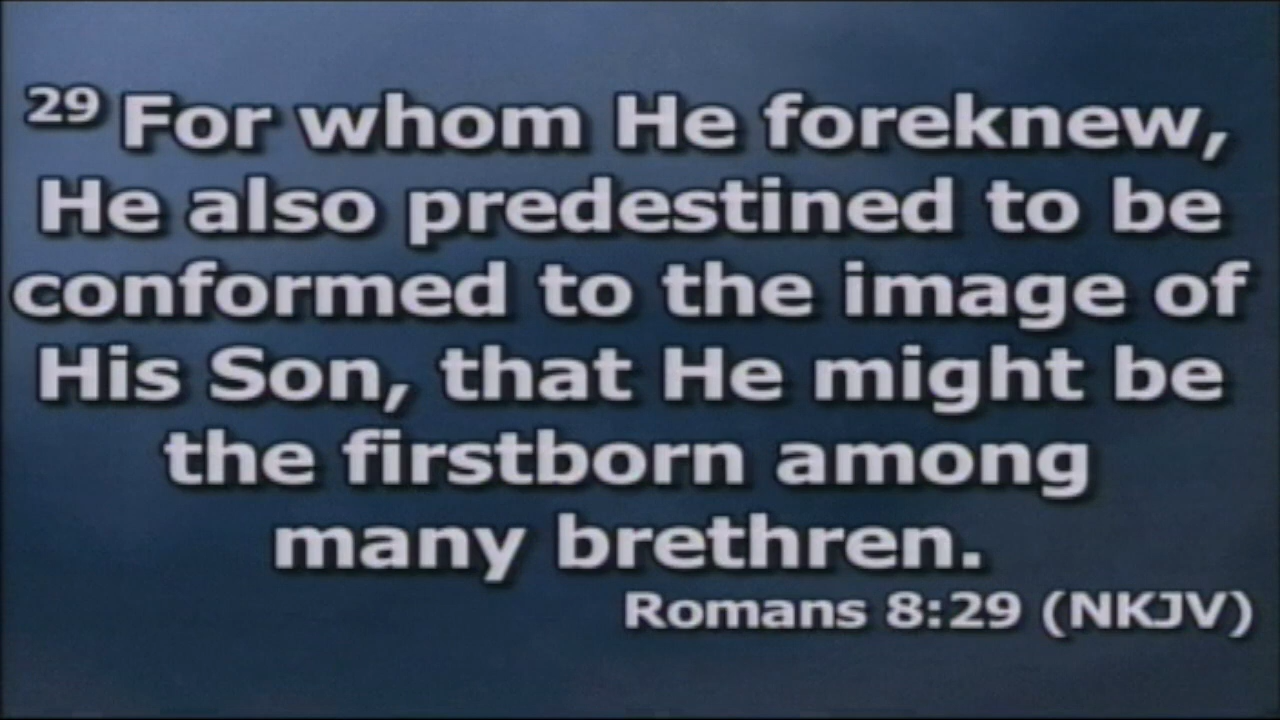 29 For whom He foreknew,
He also predestined to be
conformed to the image of
His Son, that He might be
the firstborn among
many brethren.
Romans 8:29 (NKJV)